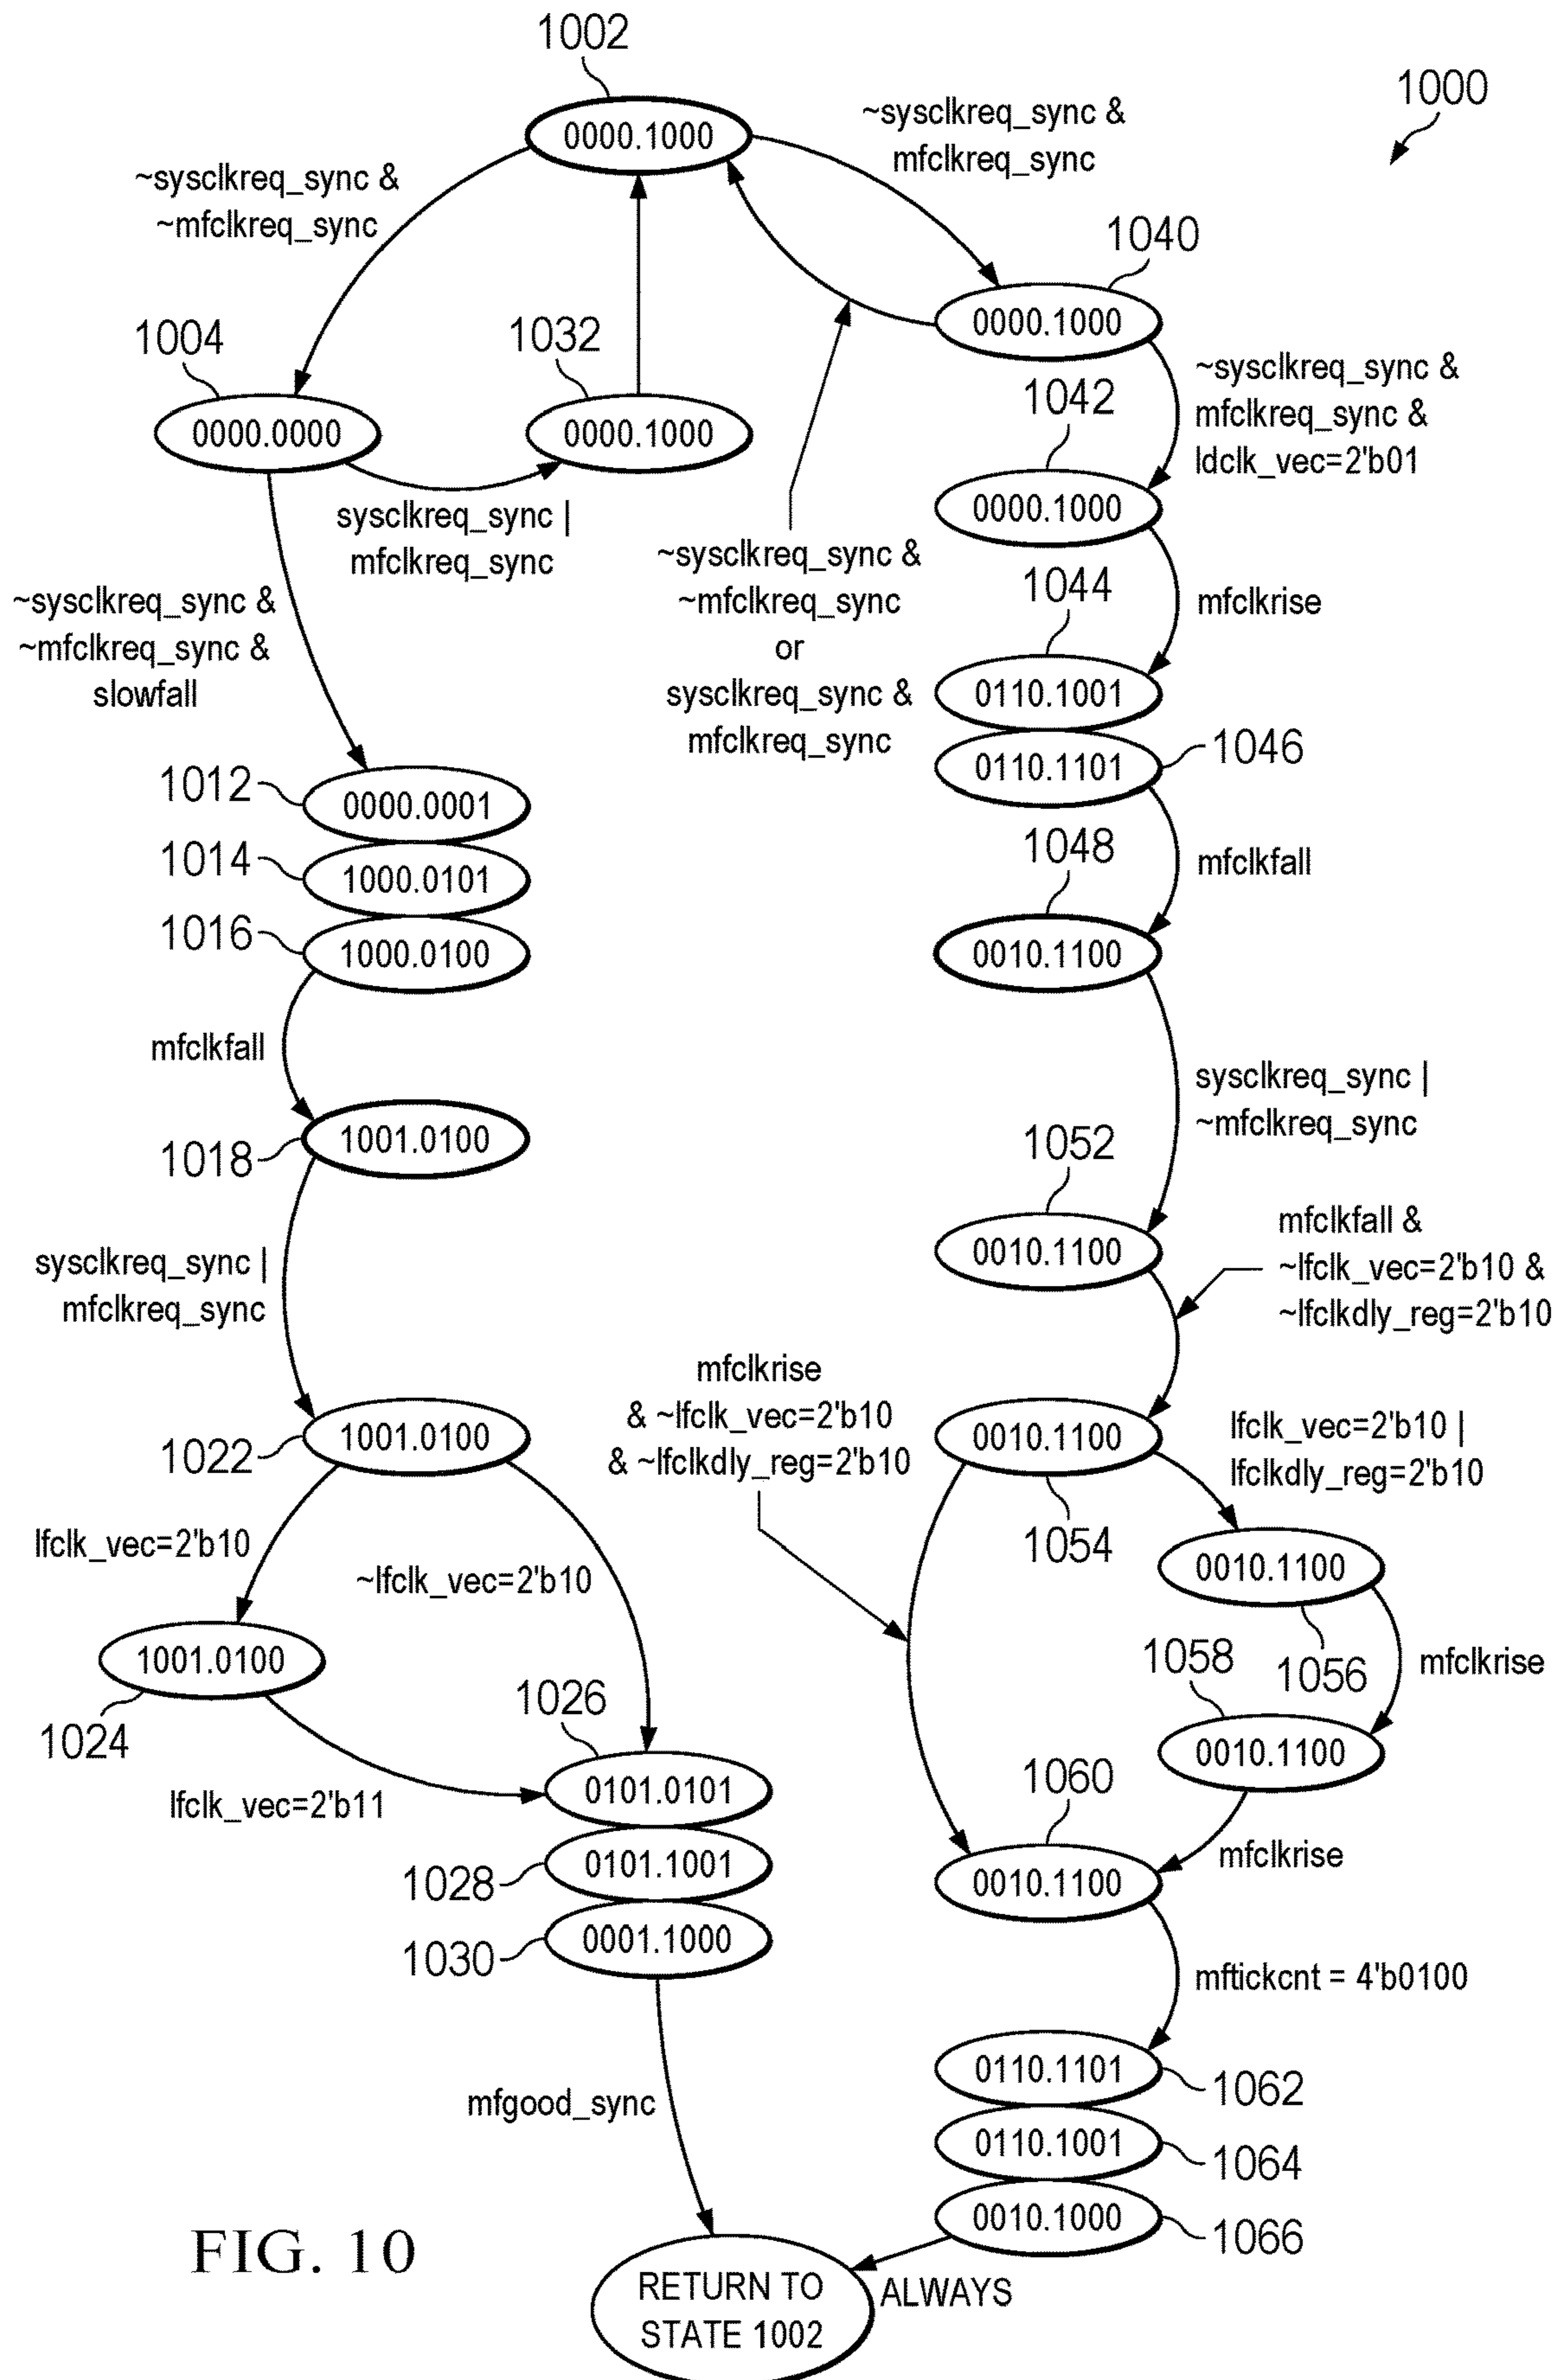 1002
1000
0000.1000
~sysclkreq_sync &
mfclkreq_sync
~sysclkreq_sync &
~mfclkreq_sync
1040
0000.1000
1004
1032
0000.0000
0000.1000
~sysclkreq_sync &
mfclkreq_sync &
ldclk_vec=2'b01
1042
0000.1000
sysclkreq_sync |
mfclkreq_sync
~sysclkreq_sync &
~mfclkreq_sync
or
sysclkreq_sync &
mfclkreq_sync
~sysclkreq_sync &
~mfclkreq_sync &
slowfall
1044
mfclkrise
0110.1001
0110.1101
1046
1012
0000.0001
1014
1000.0101
1016
1000.0100
1048
mfclkfall
0010.1100
mfclkfall
1018
1001.0100
sysclkreq_sync |
~mfclkreq_sync
1052
0010.1100
sysclkreq_sync |
mfclkreq_sync
mfclkfall &
~lfclk_vec=2'b10 &
~lfclkdly_reg=2'b10
mfclkrise
& ~lfclk_vec=2'b10
& ~lfclkdly_reg=2'b10
1022
1001.0100
0010.1100
1054
lfclk_vec=2'b10 |
lfclkdly_reg=2'b10
lfclk_vec=2'b10
~lfclk_vec=2'b10
0010.1100
1056
1001.0100
1024
1058
mfclkrise
0010.1100
1026
0101.0101
lfclk_vec=2'b11
1028
0101.1001
1030
0001.1000
1060
0010.1100
mfclkrise
mftickcnt = 4'b0100
mfgood_sync
0110.1101
1062
0110.1001
1064
0010.1000
1066
FIG. 10
RETURN TO
STATE 1002
ALWAYS